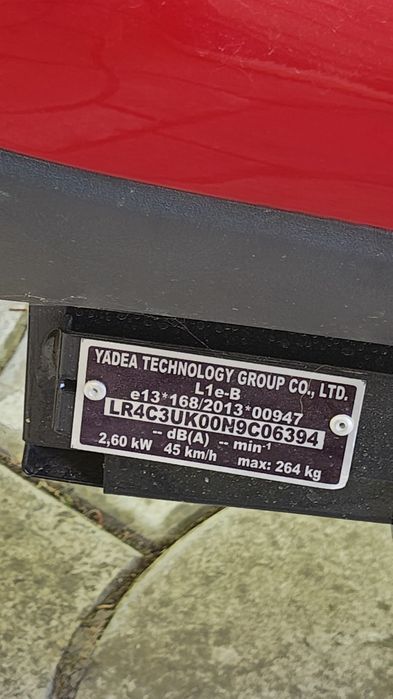 YADEA TECHNOLOGY GROUP CO., LTD.
L1e-B
e13*168/2013*00947
LR4C3UK00N9C06394
-- dB(A) -- min⁻¹
2,60 kW 45 km/h max: 264 kg